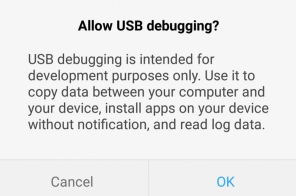 Allow USB debugging?
USB debugging is intended for
development purposes only. Use it to
copy data between your computer and
your device, install apps on your device
without notification, and read log data.
Cancel OK